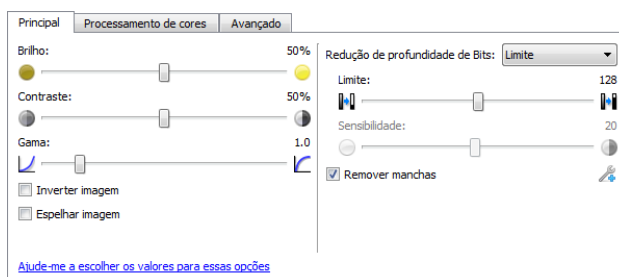 Principal Processamento de cores Avançado
Brilho: 50%
Contraste: 50%
Gama: 1.0
Inverter imagem
Espelhar imagem
Ajude-me a escolher os valores para essas opções
Redução de profundidade de Bits: Limite
Limite: 128
Sensibilidade: 20
Remover manchas